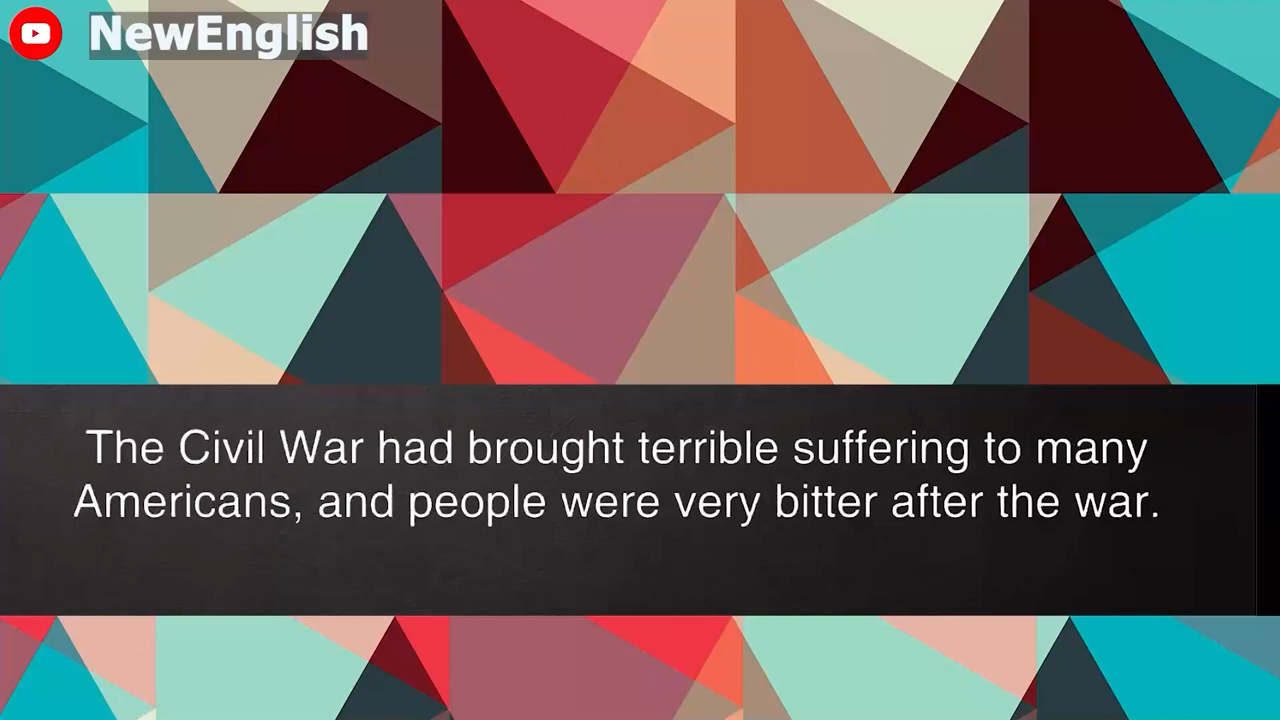 NewEnglish
The Civil War had brought terrible suffering to many
Americans, and people were very bitter after the war.